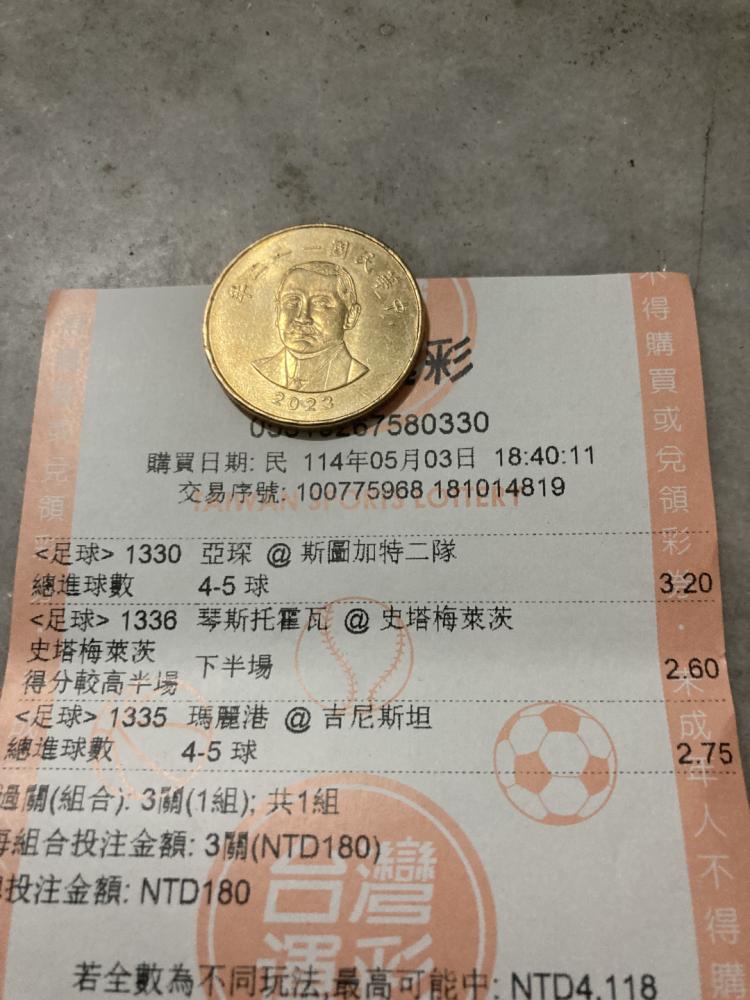 中華民國一一二年
2023
彩
67580330
購買日期: 民 114年05月03日 18:40:11
交易序號: 100775968 181014819
TAIWAN SPORTS LOTTERY
<足球> 1330 亞琛 @ 斯圖加特二隊
總進球數 4-5 球 3.20
<足球> 1336 琴斯托霍瓦 @ 史塔梅萊茨
史塔梅萊茨
得分較高半場 下半場 2.60
<足球> 1335 瑪麗港 @ 吉尼斯坦
總進球數 4-5 球 2.75
過關(組合): 3關(1組); 共1組
每組合投注金額: 3關(NTD180)
投注金額: NTD180
台灣
運彩
若全數為不同玩法,最高可能中: NTD4,118
得購買或兌領彩券．未成年人不得購